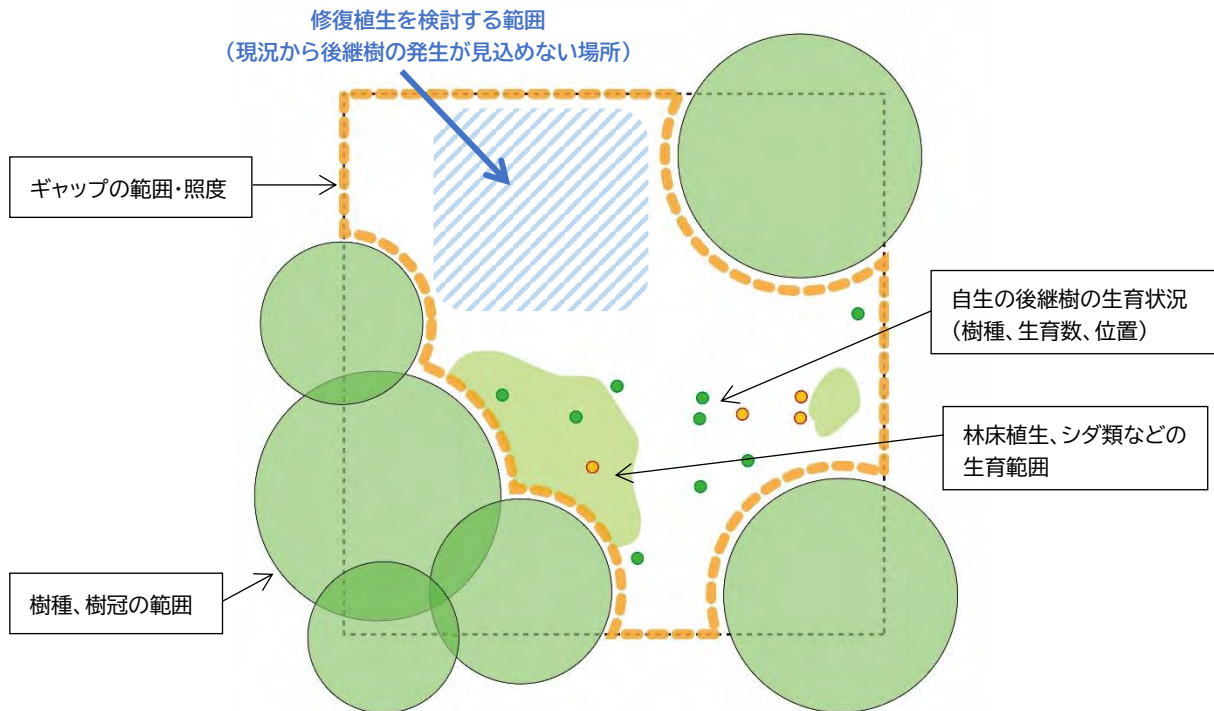 修復植生を検討する範囲
（現況から後継樹の発生が見込めない場所）
ギャップの範囲・照度
自生の後継樹の生育状況
（樹種、生育数、位置）
林床植生、シダ類などの
生育範囲
樹種、樹冠の範囲